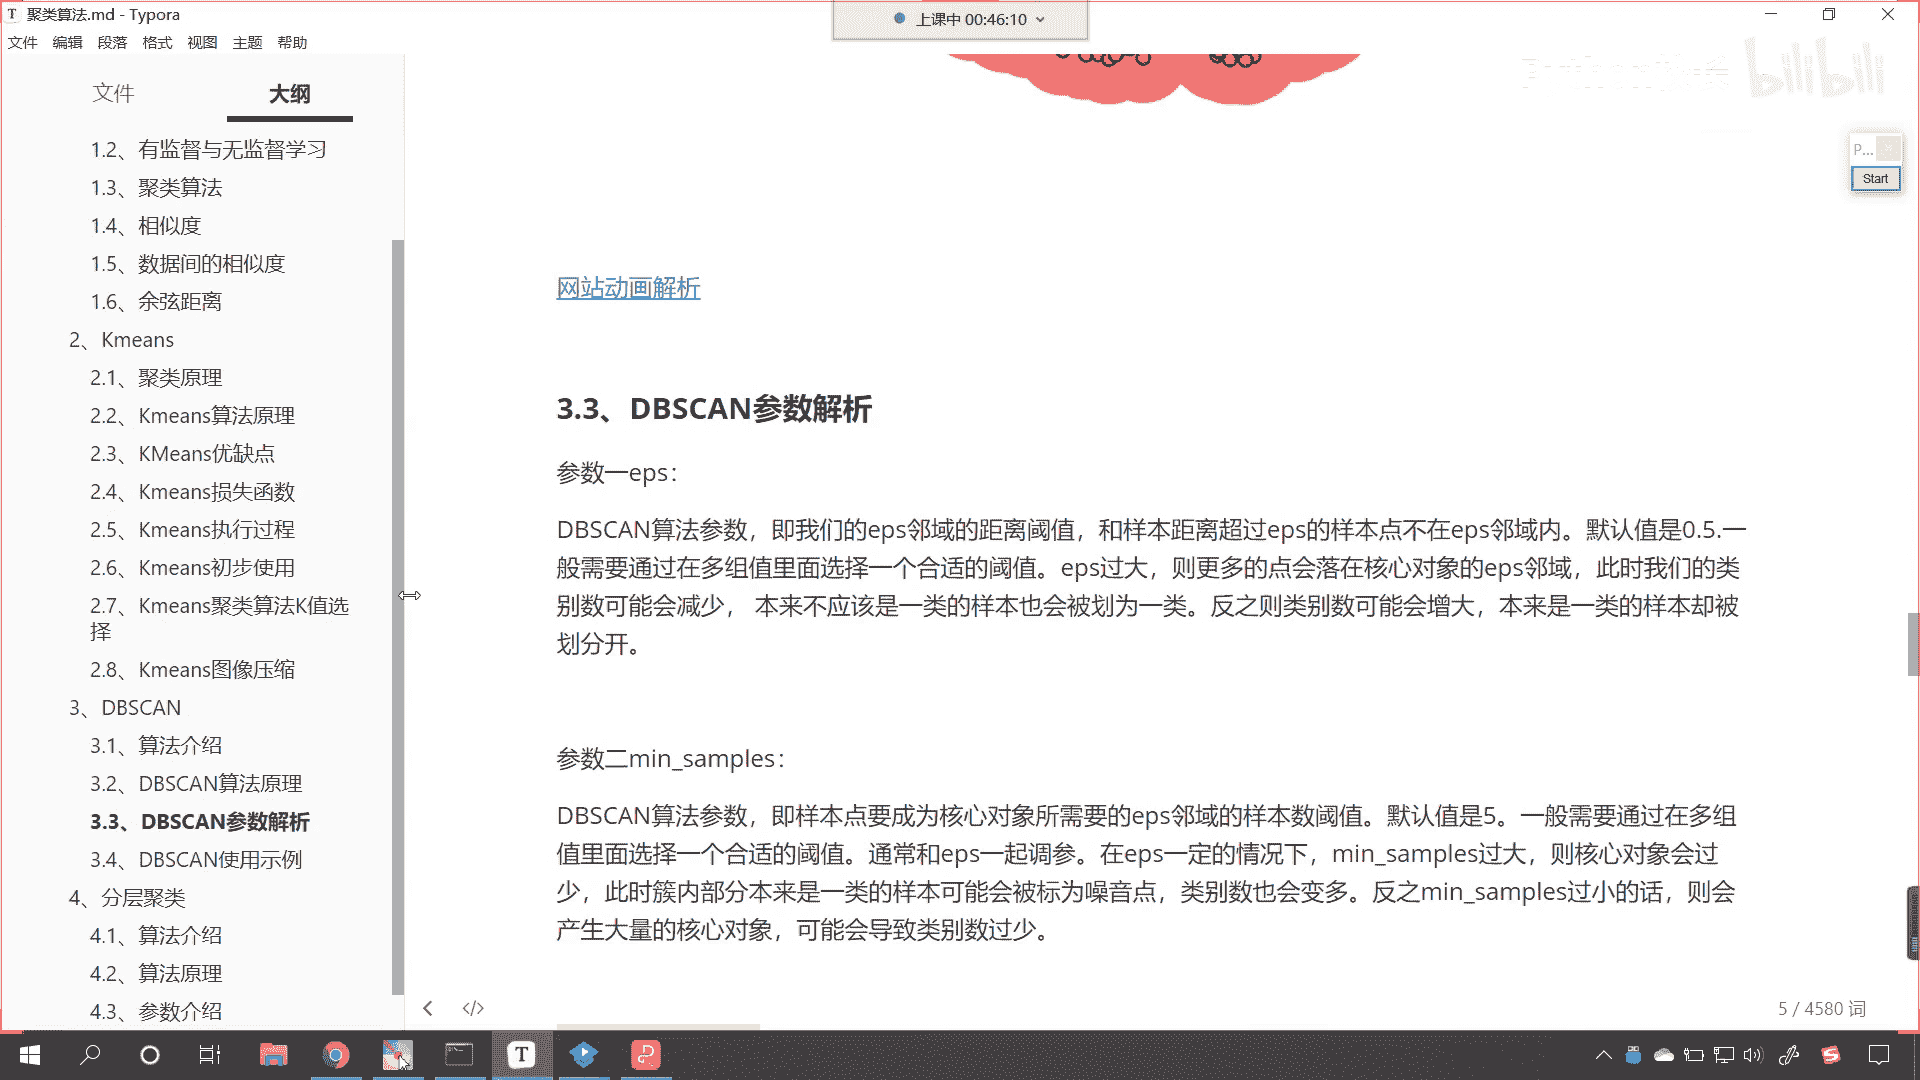 聚类算法.md - Typora
上课中 00:46:10
文件 编辑 段落 格式 视图 主题 帮助
bilibili
文件 大纲
P...
Start
1.2、有监督与无监督学习
1.3、聚类算法
1.4、相似度
1.5、数据间的相似度
1.6、余弦距离
2、Kmeans
2.1、聚类原理
2.2、Kmeans算法原理
2.3、KMeans优缺点
2.4、Kmeans损失函数
2.5、Kmeans执行过程
2.6、Kmeans初步使用
2.7、Kmeans聚类算法K值选
择
2.8、Kmeans图像压缩
3、DBSCAN
3.1、算法介绍
3.2、DBSCAN算法原理
3.3、DBSCAN参数解析
3.4、DBSCAN使用示例
4、分层聚类
4.1、算法介绍
4.2、算法原理
4.3、参数介绍
网站动画解析
3.3、DBSCAN参数解析
参数一eps：
DBSCAN算法参数，即我们的eps邻域的距离阈值，和样本距离超过eps的样本点不在eps邻域内。默认值是0.5.一
般需要通过在多组值里面选择一个合适的阈值。eps过大，则更多的点会落在核心对象的eps邻域，此时我们的类
别数可能会减少， 本来不应该是一类的样本也会被划为一类。反之则类别数可能会增大，本来是一类的样本却被
划分开。
参数二min_samples：
DBSCAN算法参数，即样本点要成为核心对象所需要的eps邻域的样本数阈值。默认值是5。一般需要通过在多组
值里面选择一个合适的阈值。通常和eps一起调参。在eps一定的情况下，min_samples过大，则核心对象会过
少，此时簇内部分本来是一类的样本可能会被标为噪音点，类别数也会变多。反之min_samples过小的话，则会
产生大量的核心对象，可能会导致类别数过少。
5 / 4580 词